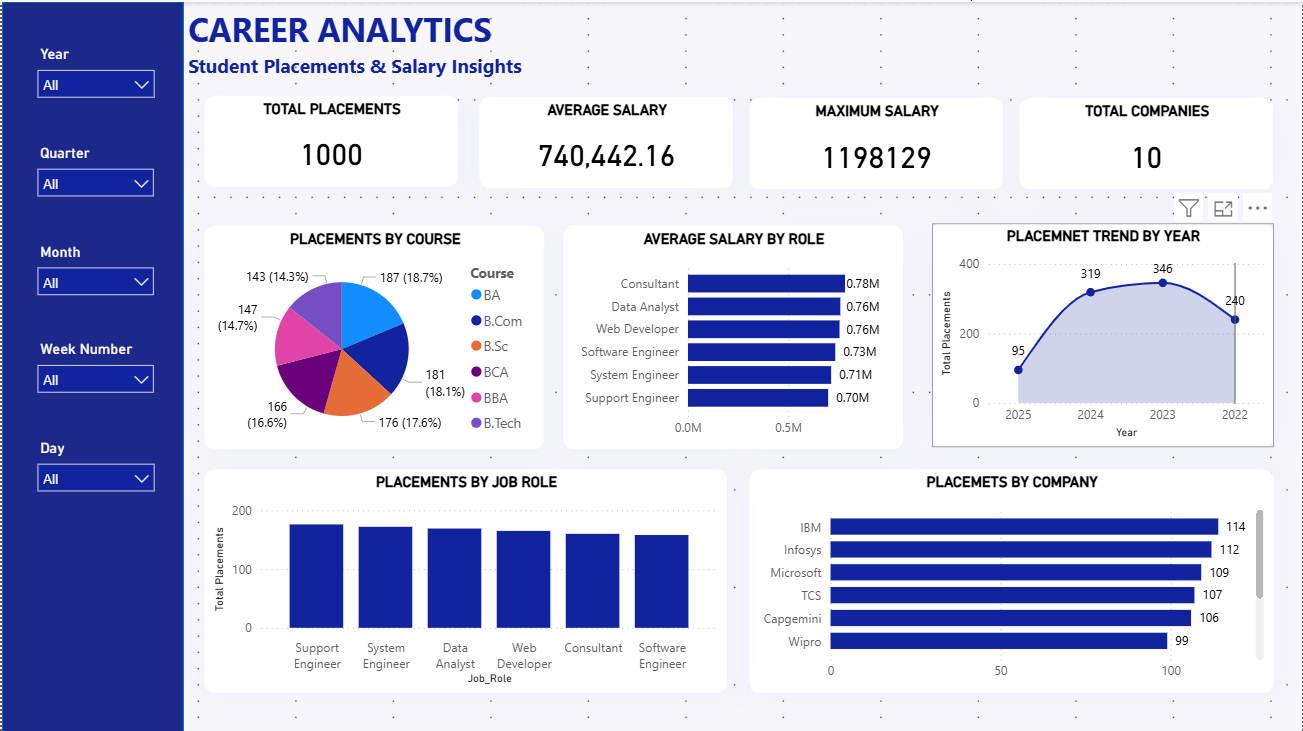 CAREER ANALYTICS
Student Placements & Salary Insights
Year
All
Quarter
All
Month
All
Week Number
All
Day
All
TOTAL PLACEMENTS
1000
AVERAGE SALARY
740,442.16
MAXIMUM SALARY
1198129
TOTAL COMPANIES
10
PLACEMENTS BY COURSE
143 (14.3%)
187 (18.7%)
147
(14.7%)
181
(18.1%)
166
(16.6%)
176 (17.6%)
Course
BA
B.Com
B.Sc
BCA
BBA
B.Tech
AVERAGE SALARY BY ROLE
Consultant 0.78M
Data Analyst 0.76M
Web Developer 0.76M
Software Engineer 0.73M
System Engineer 0.71M
Support Engineer 0.70M
0.0M 0.5M
PLACEMNET TREND BY YEAR
Total Placements
400
200
0
95
319
346
240
2025 2024 2023 2022
Year
PLACEMENTS BY JOB ROLE
Total Placements
200
100
0
Support
Engineer
System
Engineer
Data
Analyst
Web
Developer
Consultant
Software
Engineer
Job_Role
PLACEMETS BY COMPANY
IBM 114
Infosys 112
Microsoft 109
TCS 107
Capgemini 106
Wipro 99
0 50 100